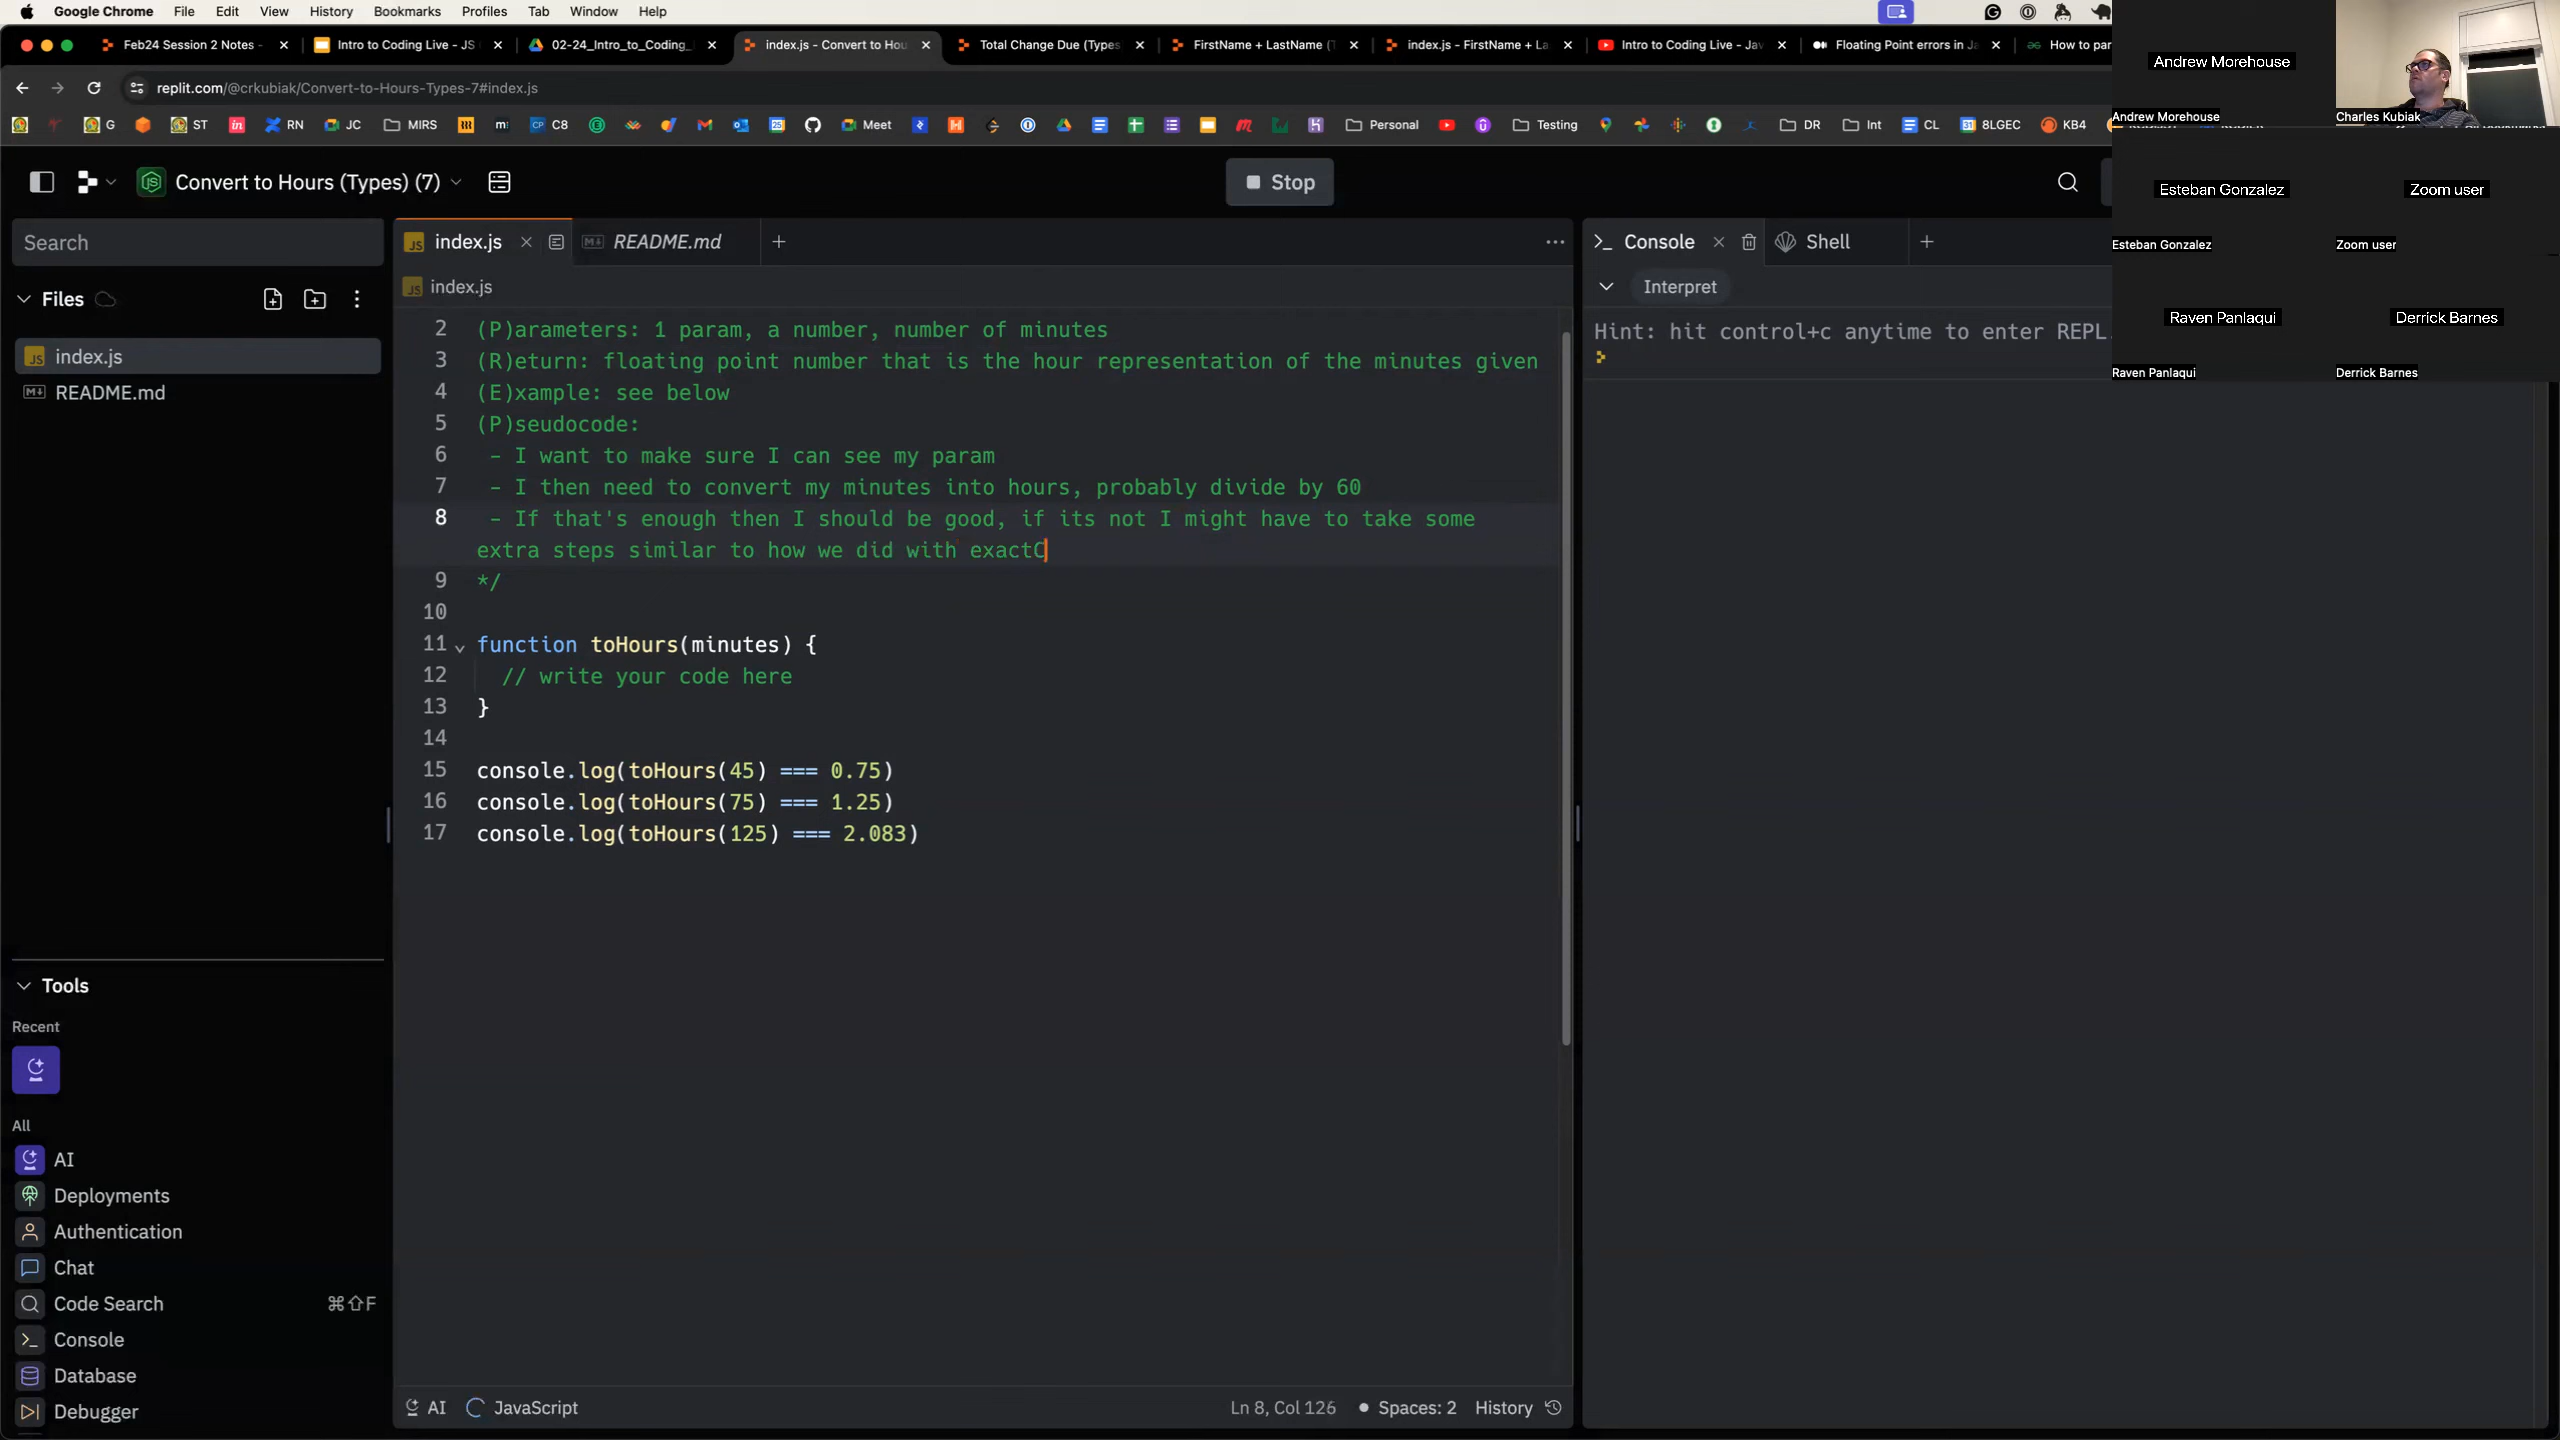 Google Chrome File Edit View History Bookmarks Profiles Tab Window Help
Feb24 Session 2 Notes - Intro to Coding Live - JS 02-24_Intro_to_Coding_ index.js - Convert to Hou Total Change Due (Types FirstName + LastName (T index.js - FirstName + La Intro to Coding Live - Jav Floating Point errors in Ja How to par
replit.com/@crkubiak/Convert-to-Hours-Types-7#index.js
G ST RN JC MIRS C8 Meet Personal Testing DR Int CL 8LGEC KB4
Andrew Morehouse
Andrew Morehouse
Charles Kubiak
Esteban Gonzalez
Zoom user
Esteban Gonzalez
Zoom user
Raven Panlaqui
Derrick Barnes
Raven Panlaqui
Derrick Barnes
Convert to Hours (Types) (7)
Stop
Search
Files
index.js
README.md
index.js README.md
index.js
2 (P)arameters: 1 param, a number, number of minutes
3 (R)eturn: floating point number that is the hour representation of the minutes given
4 (E)xample: see below
5 (P)seudocode:
6 - I want to make sure I can see my param
7 - I then need to convert my minutes into hours, probably divide by 60
8 - If that's enough then I should be good, if its not I might have to take some
extra steps similar to how we did with exactC
9 */
10
11 function toHours(minutes) {
12 // write your code here
13 }
14
15 console.log(toHours(45) === 0.75)
16 console.log(toHours(75) === 1.25)
17 console.log(toHours(125) === 2.083)
Console Shell
Interpret
Hint: hit control+c anytime to enter REPL.
Tools
Recent
All
AI
Deployments
Authentication
Chat
Code Search ⌘⇧F
Console
Database
Debugger
AI JavaScript
Ln 8, Col 126 Spaces: 2 History